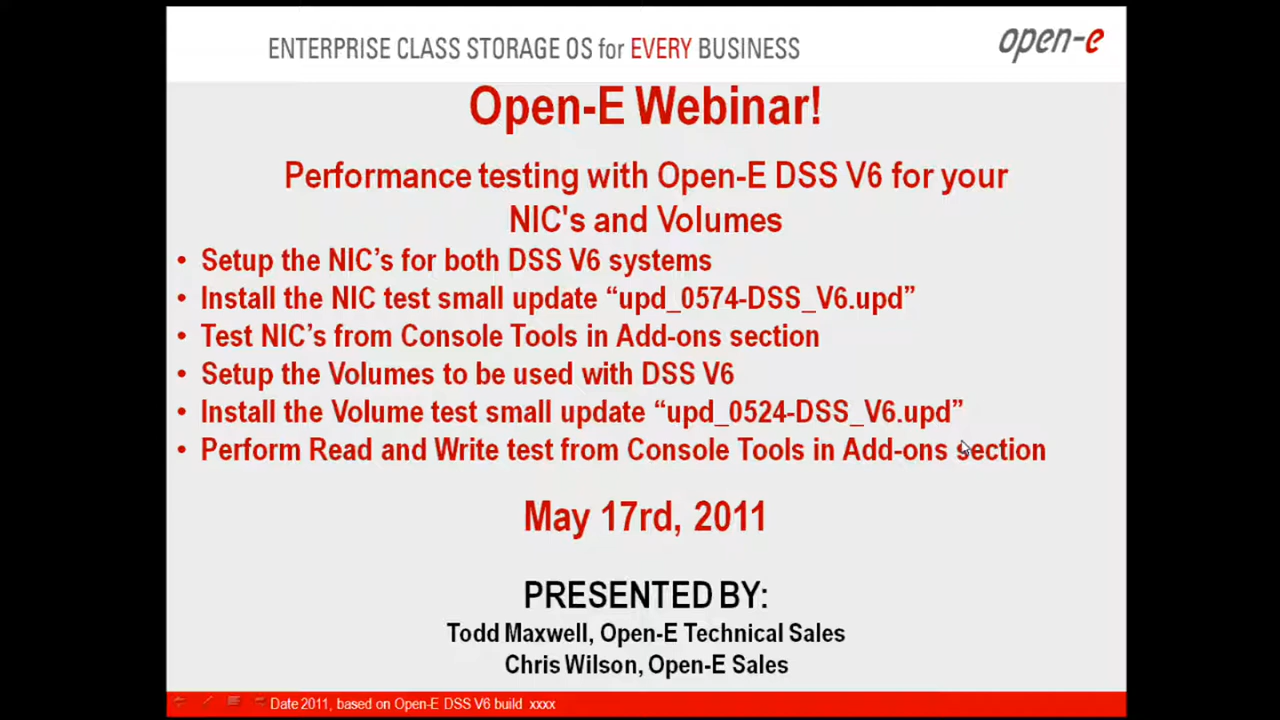 ENTERPRISE CLASS STORAGE OS for EVERY BUSINESS
open-e
Open-E Webinar!
Performance testing with Open-E DSS V6 for your
NIC's and Volumes
• Setup the NIC’s for both DSS V6 systems
• Install the NIC test small update “upd_0574-DSS_V6.upd”
• Test NIC’s from Console Tools in Add-ons section
• Setup the Volumes to be used with DSS V6
• Install the Volume test small update “upd_0524-DSS_V6.upd”
• Perform Read and Write test from Console Tools in Add-ons section
May 17rd, 2011
PRESENTED BY:
Todd Maxwell, Open-E Technical Sales
Chris Wilson, Open-E Sales
Date 2011, based on Open-E DSS V6 build xxxx